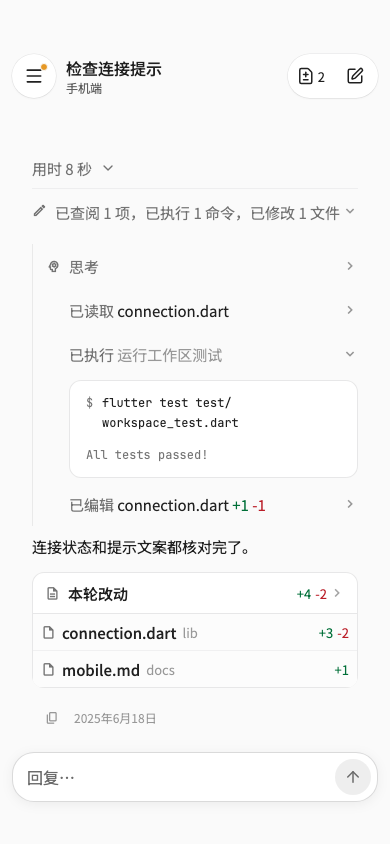 检查连接提示
手机端
2
用时 8 秒
已查阅 1 项，已执行 1 命令，已修改 1 文件
思考
已读取 connection.dart
已执行 运行工作区测试
$ flutter test test/
workspace_test.dart
All tests passed!
已编辑 connection.dart +1 -1
连接状态和提示文案都核对完了。
本轮改动 +4 -2
connection.dart lib +3 -2
mobile.md docs +1
2025年6月18日
回复…